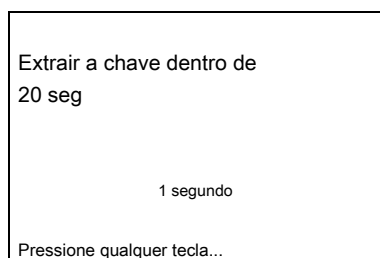 Extrair a chave dentro de
20 seg
1 segundo
Pressione qualquer tecla...